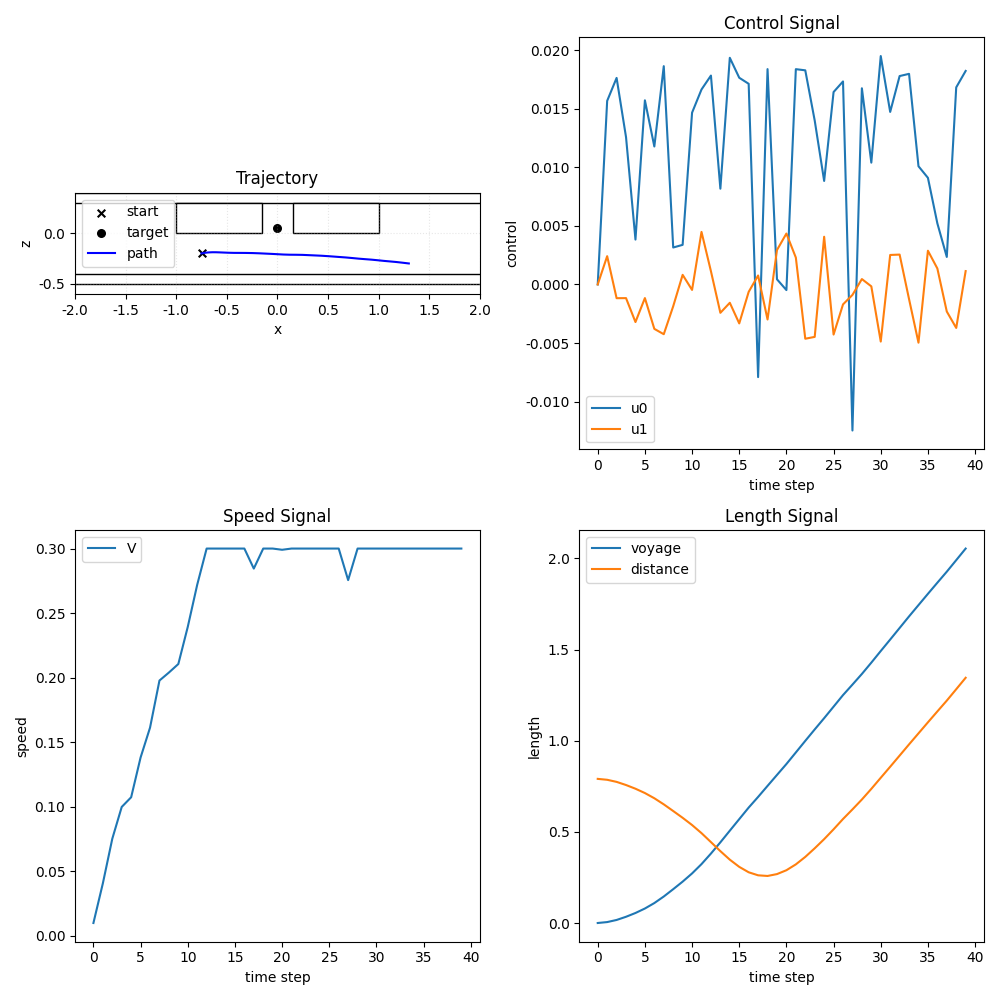 Trajectory
start
target
path
z
0.0
-0.5
-2.0 -1.5 -1.0 -0.5 0.0 0.5 1.0 1.5 2.0
x
Control Signal
control
0.020
0.015
0.010
0.005
0.000
-0.005
-0.010
u0
u1
0 5 10 15 20 25 30 35 40
time step
Speed Signal
V
speed
0.30
0.25
0.20
0.15
0.10
0.05
0.00
0 5 10 15 20 25 30 35 40
time step
Length Signal
voyage
distance
length
2.0
1.5
1.0
0.5
0.0
0 5 10 15 20 25 30 35 40
time step